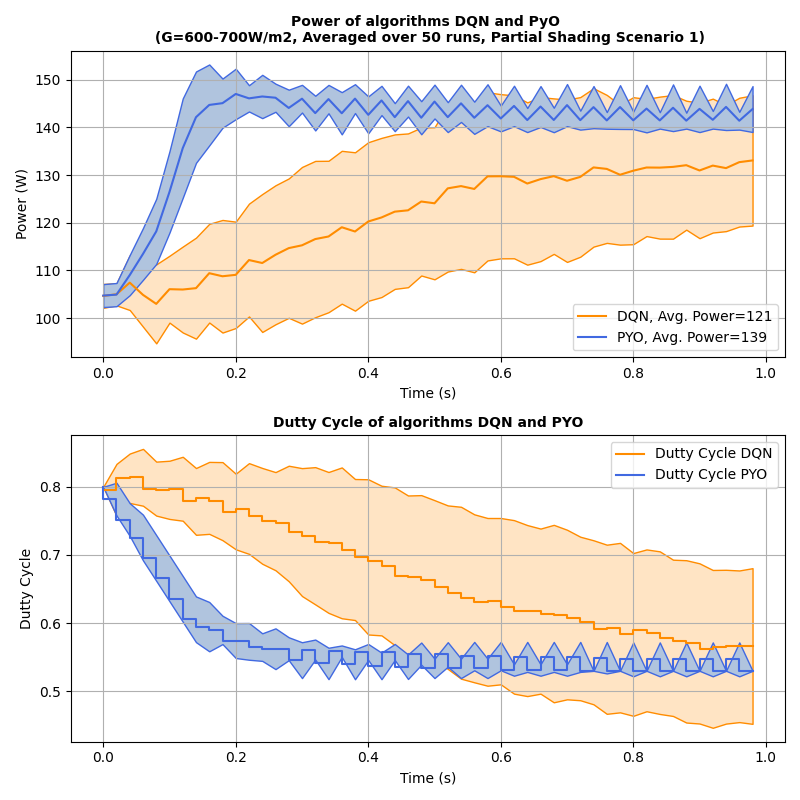 Power of algorithms DQN and PyO
(G=600-700W/m2, Averaged over 50 runs, Partial Shading Scenario 1)
150
140
130
120
110
100
Power (W)
DQN, Avg. Power=121
PYO, Avg. Power=139
0.0 0.2 0.4 0.6 0.8 1.0
Time (s)
Dutty Cycle of algorithms DQN and PYO
Dutty Cycle DQN
Dutty Cycle PYO
0.8
0.7
0.6
0.5
Dutty Cycle
0.0 0.2 0.4 0.6 0.8 1.0
Time (s)